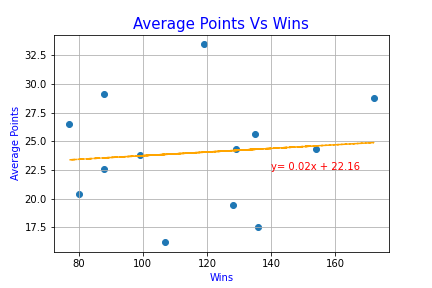 Average Points Vs Wins
Average Points
32.5
30.0
27.5
25.0
22.5
20.0
17.5
y= 0.02x + 22.16
80 100 120 140 160
Wins